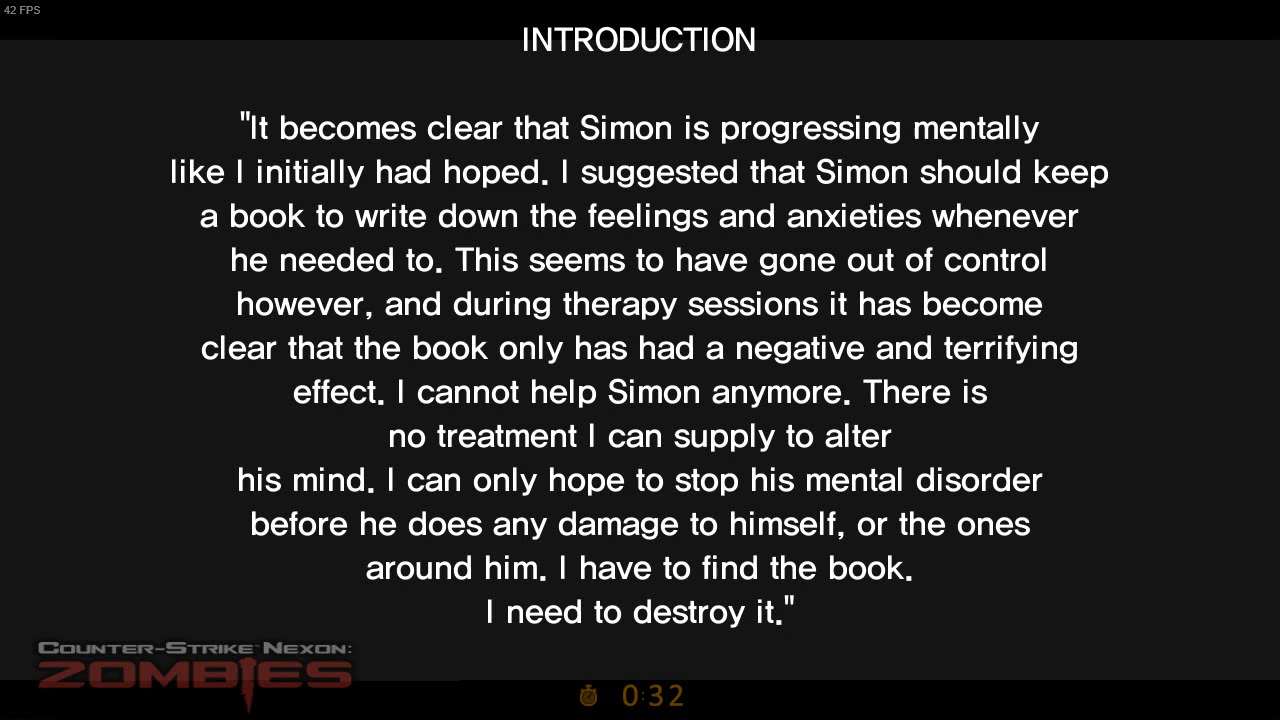 42 FPS
INTRODUCTION
"It becomes clear that Simon is progressing mentally
like I initially had hoped. I suggested that Simon should keep
a book to write down the feelings and anxieties whenever
he needed to. This seems to have gone out of control
however, and during therapy sessions it has become
clear that the book only has had a negative and terrifying
effect. I cannot help Simon anymore. There is
no treatment I can supply to alter
his mind. I can only hope to stop his mental disorder
before he does any damage to himself, or the ones
around him. I have to find the book.
I need to destroy it."
COUNTER-STRIKE NEXON:
ZOMBIES
0:32